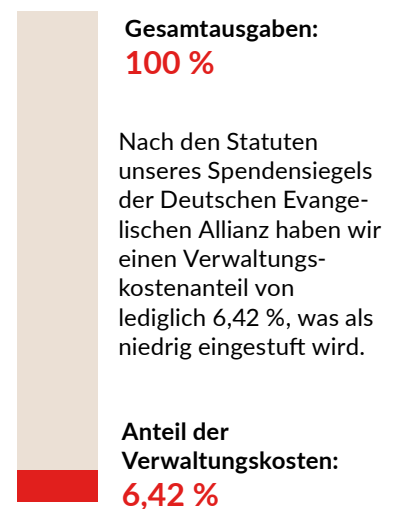 Gesamtausgaben:
100 %
Nach den Statuten
unseres Spendensiegels
der Deutschen Evange-
lischen Allianz haben wir
einen Verwaltungs-
kostenanteil von
lediglich 6,42 %, was als
niedrig eingestuft wird.
Anteil der
Verwaltungskosten:
6,42 %